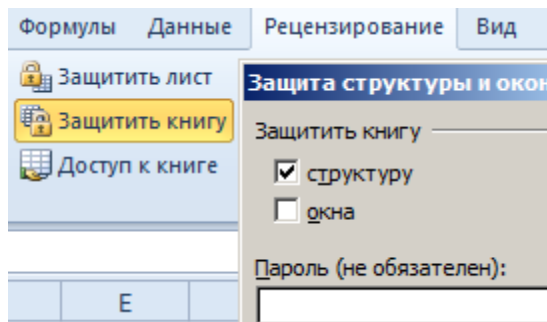 Формулы Данные Рецензирование Вид
Защитить лист
Защитить книгу
Доступ к книге
Защита структуры и окон
Защитить книгу
структуру
окна
Пароль (не обязателен):
E